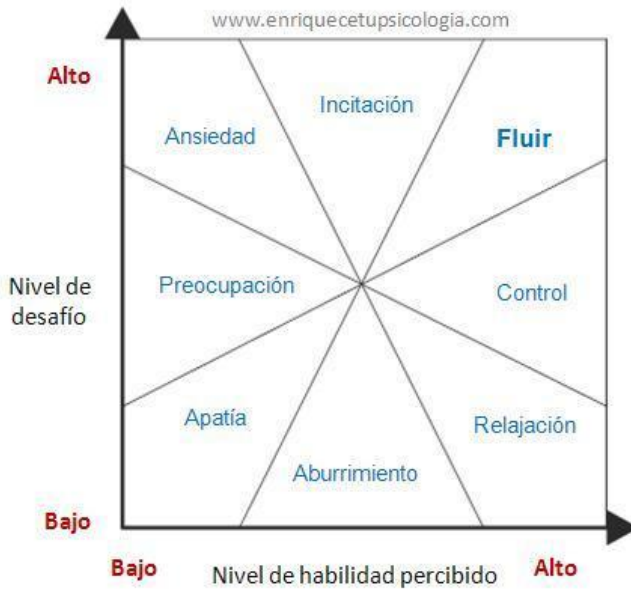 www.enriquecetupsicologia.com
Alto
Incitación
Ansiedad
Fluir
Nivel de
desafío
Preocupación
Control
Apatía
Relajación
Aburrimiento
Bajo
Bajo
Nivel de habilidad percibido
Alto